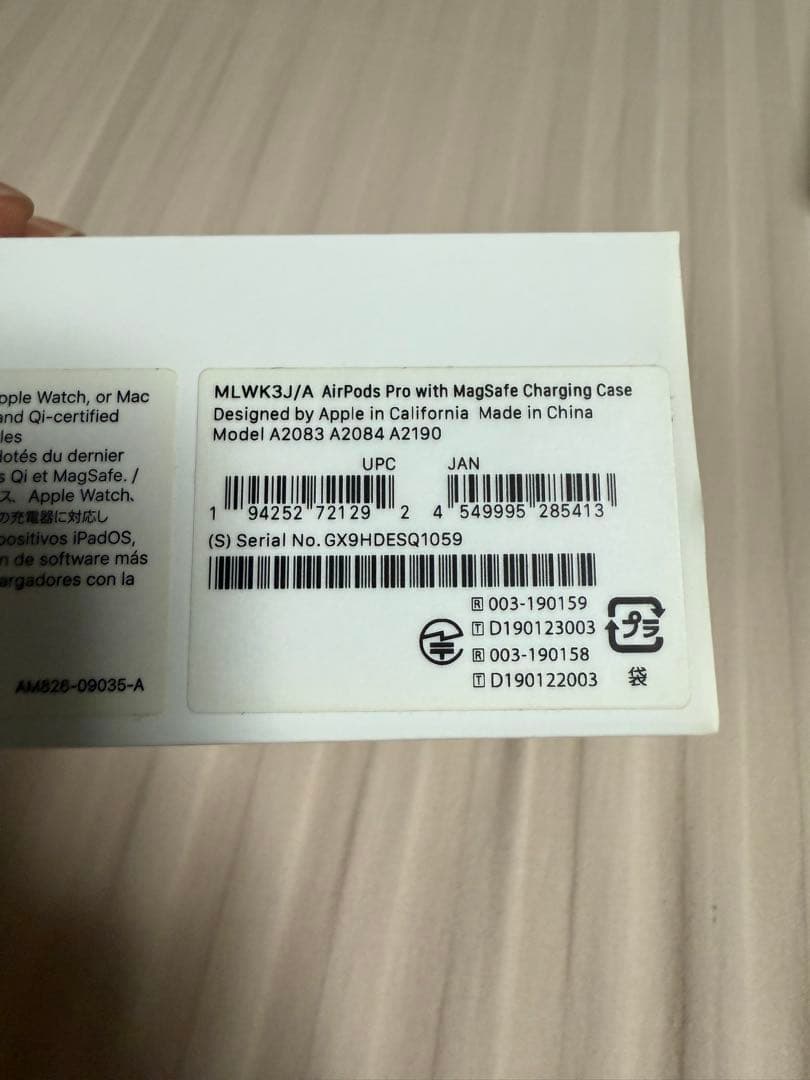 pple Watch, or Mac
and Qi-certified
les
dotés du dernier
s Qi et MagSafe. /
ス、Apple Watch、
の充電器に対応し
positivos iPadOS,
n de software más
argadores con la
AM826-09035-A
MLWK3J/A AirPods Pro with MagSafe Charging Case
Designed by Apple in California Made in China
Model A2083 A2084 A2190
UPC JAN
1 94252 72129 2 4 549995 285413
(S) Serial No. GX9HDESQ1059
R 003-190159
T D190123003
R 003-190158
T D190122003
プラ
袋